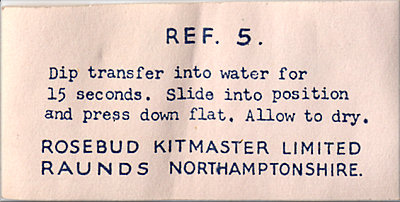 REF. 5.
Dip transfer into water for
15 seconds. Slide into position
and press down flat. Allow to dry.
ROSEBUD KITMASTER LIMITED
RAUNDS NORTHAMPTONSHIRE.